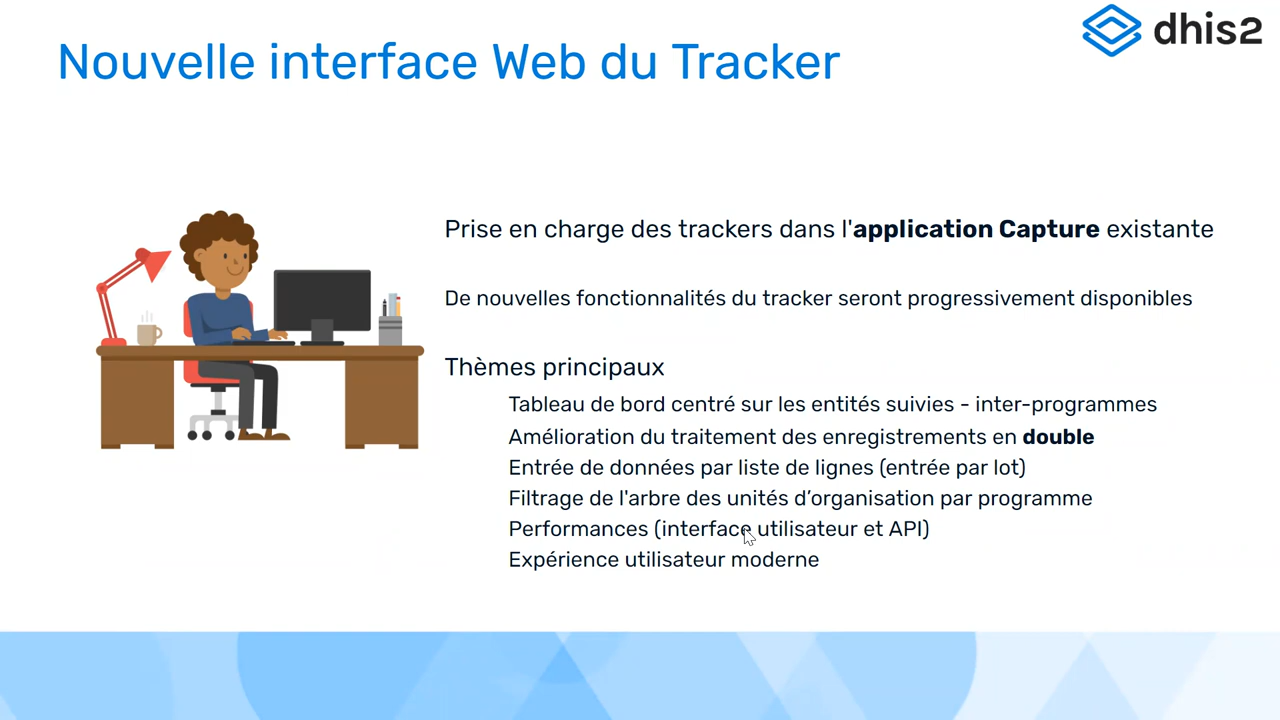 dhis2
Nouvelle interface Web du Tracker
Prise en charge des trackers dans l'application Capture existante
De nouvelles fonctionnalités du tracker seront progressivement disponibles
Thèmes principaux
Tableau de bord centré sur les entités suivies - inter-programmes
Amélioration du traitement des enregistrements en double
Entrée de données par liste de lignes (entrée par lot)
Filtrage de l'arbre des unités d’organisation par programme
Performances (interface utilisateur et API)
Expérience utilisateur moderne